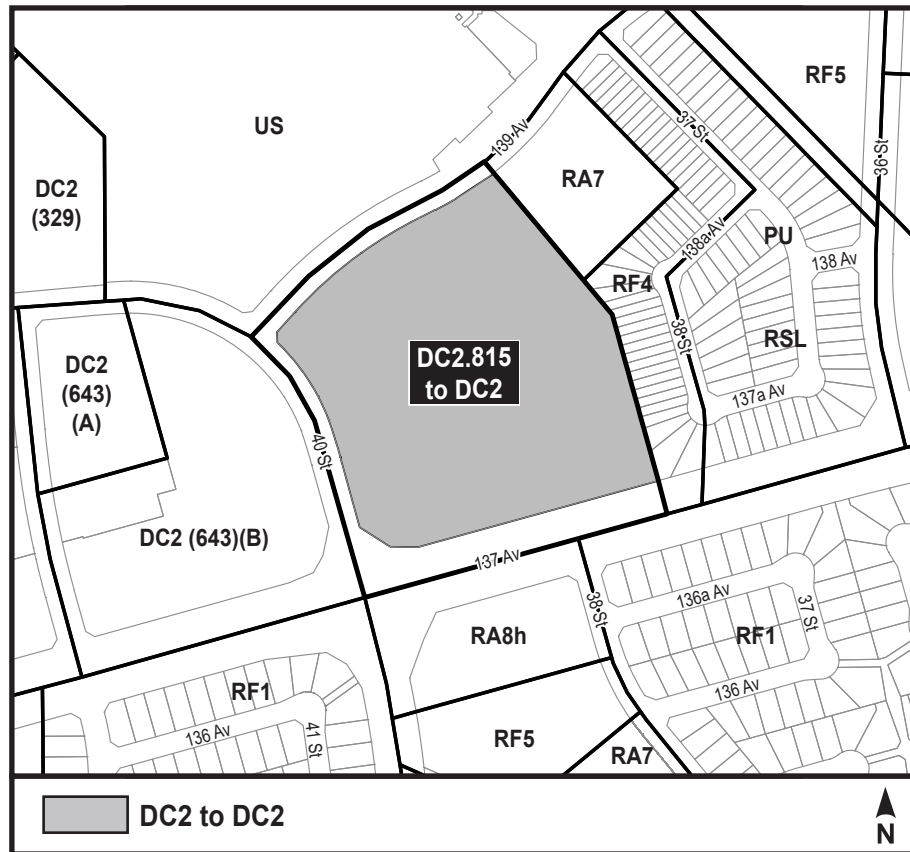 RF5
US
37 St
36 St
139 Av
DC2
(329)
RA7
138a Av
PU
138 Av
RF4
DC2.815
to DC2
38 St
RSL
DC2
(643)
(A)
137a Av
40 St
DC2 (643)(B)
137 Av
136a Av
38 St
37 St
RA8h
RF1
RF1
136 Av
136 Av
41 St
RF5
RA7
DC2 to DC2
N